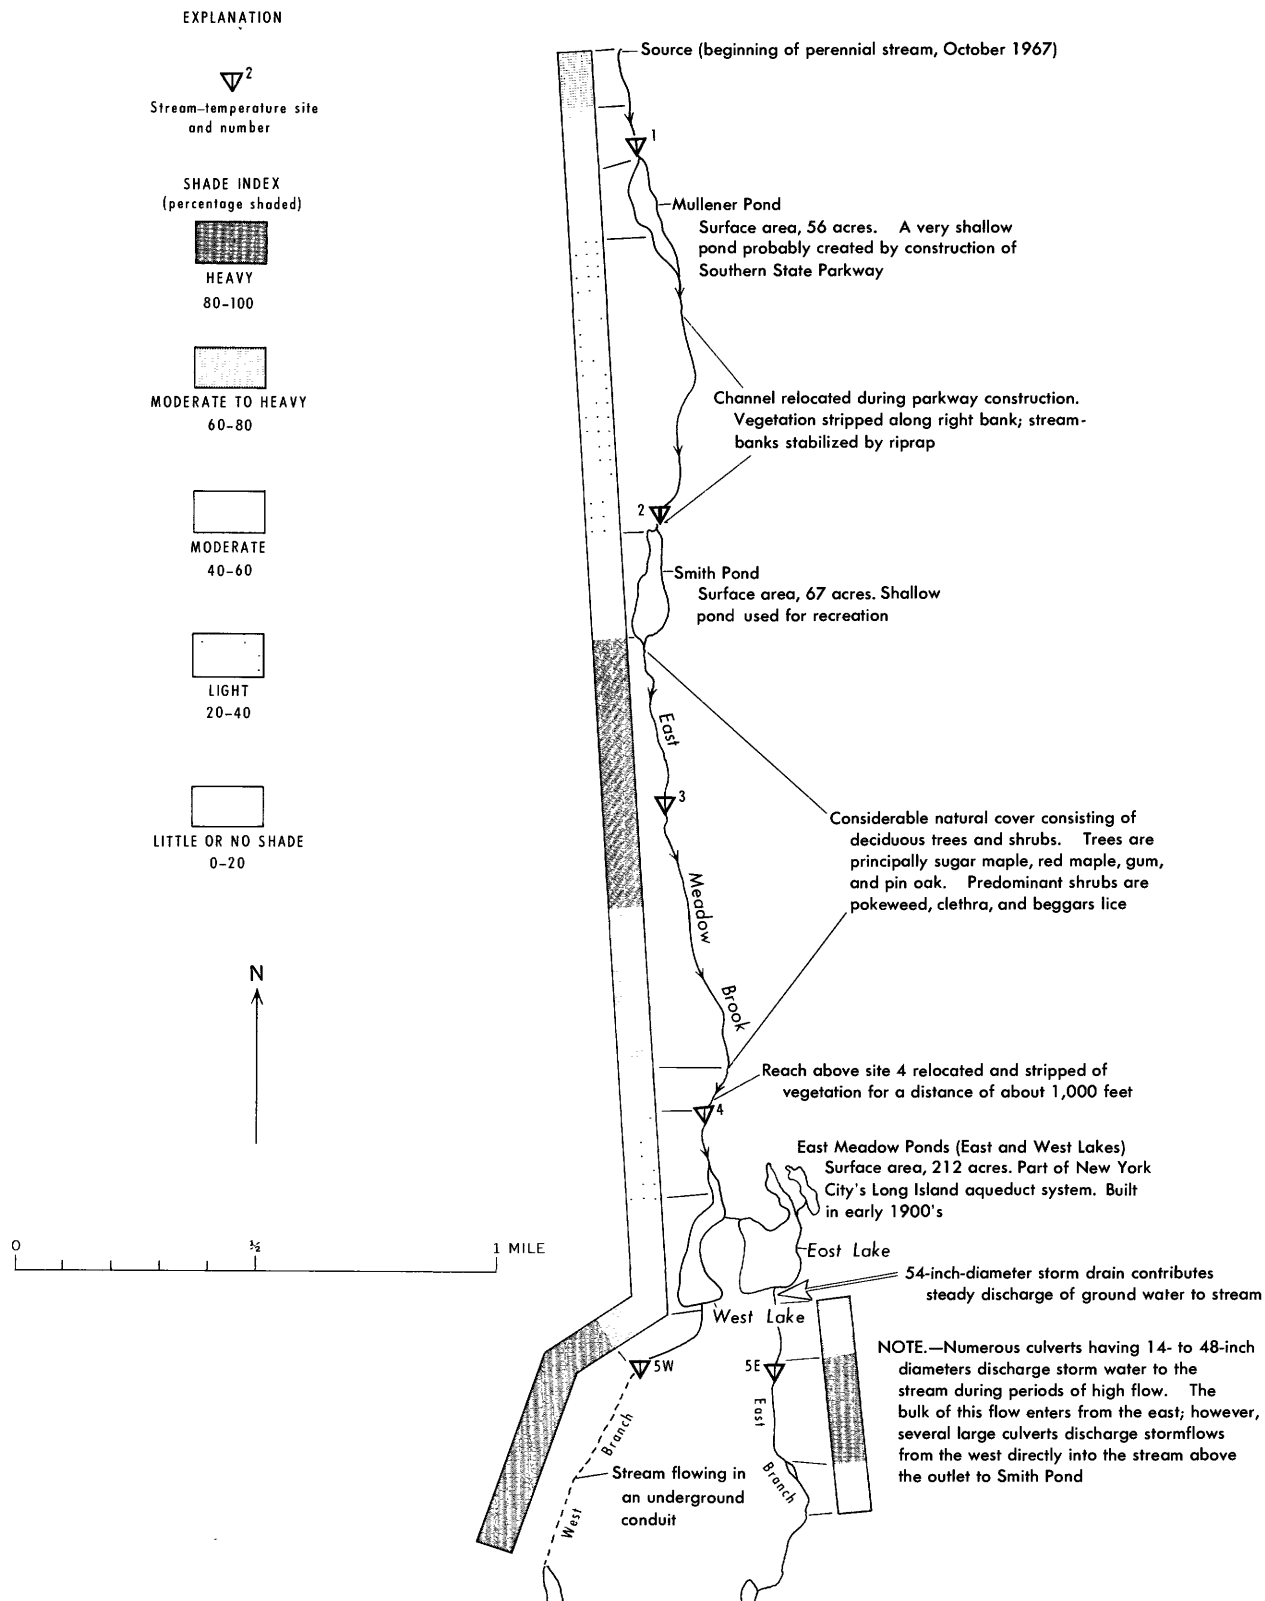 EXPLANATION
2
Stream-temperature site
and number
SHADE INDEX
(percentage shaded)
HEAVY
80-100
MODERATE TO HEAVY
60-80
MODERATE
40-60
LIGHT
20-40
LITTLE OR NO SHADE
0-20
N
0
½
1 MILE
Source (beginning of perennial stream, October 1967)
1
Mullener Pond
Surface area, 56 acres. A very shallow
pond probably created by construction of
Southern State Parkway
Channel relocated during parkway construction.
Vegetation stripped along right bank; stream-
banks stabilized by riprap
2
Smith Pond
Surface area, 67 acres. Shallow
pond used for recreation
East
3
Considerable natural cover consisting of
deciduous trees and shrubs. Trees are
principally sugar maple, red maple, gum,
and pin oak. Predominant shrubs are
pokeweed, clethra, and beggars lice
Meadow
Brook
Reach above site 4 relocated and stripped of
vegetation for a distance of about 1,000 feet
4
East Meadow Ponds (East and West Lakes)
Surface area, 212 acres. Part of New York
City's Long Island aqueduct system. Built
in early 1900's
East Lake
54-inch-diameter storm drain contributes
steady discharge of ground water to stream
West Lake
5W
5E
NOTE.—Numerous culverts having 14- to 48-inch
diameters discharge storm water to the
stream during periods of high flow. The
bulk of this flow enters from the east; however,
several large culverts discharge stormflows
from the west directly into the stream above
the outlet to Smith Pond
East
Branch
West
Branch
Stream flowing in
an underground
conduit